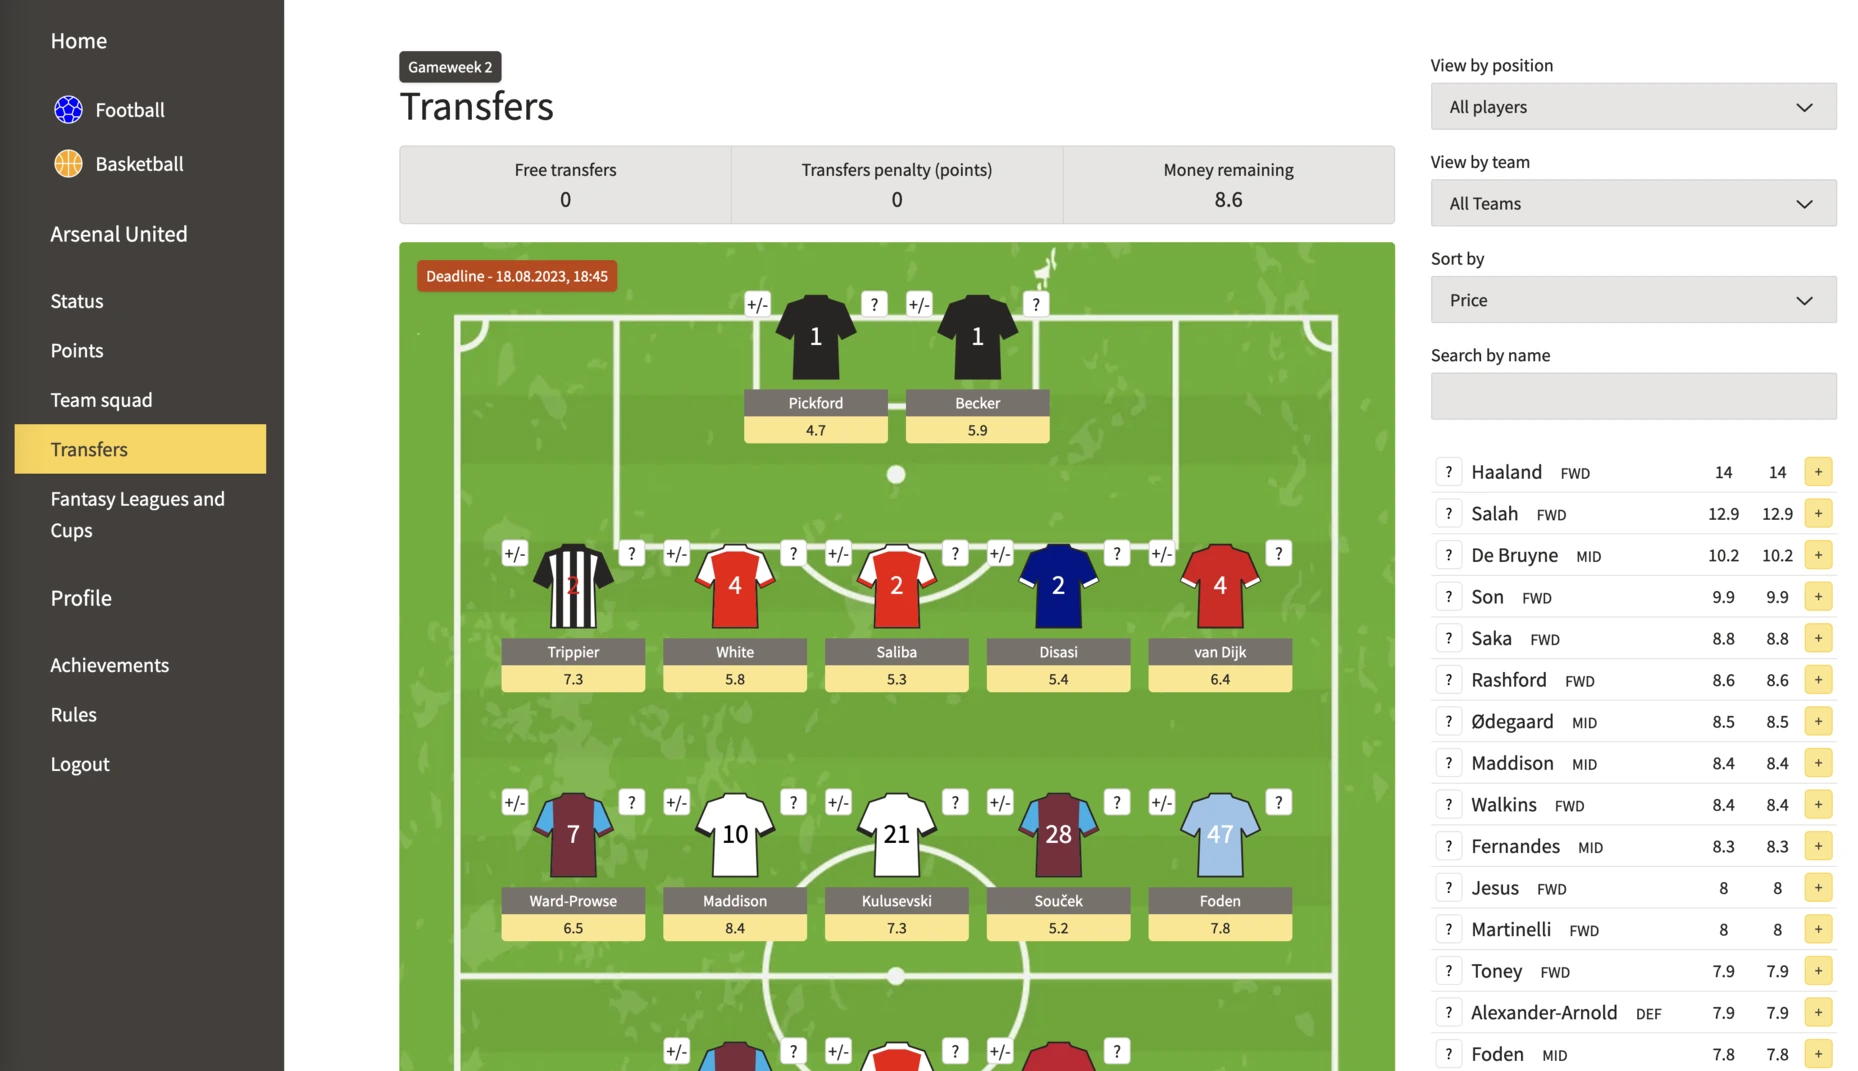 Home
Football
Basketball
Arsenal United
Status
Points
Team squad
Transfers
Fantasy Leagues and
Cups
Profile
Achievements
Rules
Logout
Gameweek 2
Transfers
Free transfers
0
Transfers penalty (points)
0
Money remaining
8.6
Deadline - 18.08.2023, 18:45
+/- 1 ? +/- 1 ?
Pickford Becker
4.7 5.9
+/- 2 ? +/- 4 ? +/- 2 ? +/- 2 ? +/- 4 ?
Trippier White Saliba Disasi van Dijk
7.3 5.8 5.3 5.4 6.4
+/- 7 ? +/- 10 ? +/- 21 ? +/- 28 ? +/- 47 ?
Ward-Prowse Maddison Kulusevski Souček Foden
6.5 8.4 7.3 5.2 7.8
+/- ? +/- ? +/- ?
View by position
All players
View by team
All Teams
Sort by
Price
Search by name
? Haaland FWD 14 14 +
? Salah FWD 12.9 12.9 +
? De Bruyne MID 10.2 10.2 +
? Son FWD 9.9 9.9 +
? Saka FWD 8.8 8.8 +
? Rashford FWD 8.6 8.6 +
? Ødegaard MID 8.5 8.5 +
? Maddison MID 8.4 8.4 +
? Walkins FWD 8.4 8.4 +
? Fernandes MID 8.3 8.3 +
? Jesus FWD 8 8 +
? Martinelli FWD 8 8 +
? Toney FWD 7.9 7.9 +
? Alexander-Arnold DEF 7.9 7.9 +
? Foden MID 7.8 7.8 +